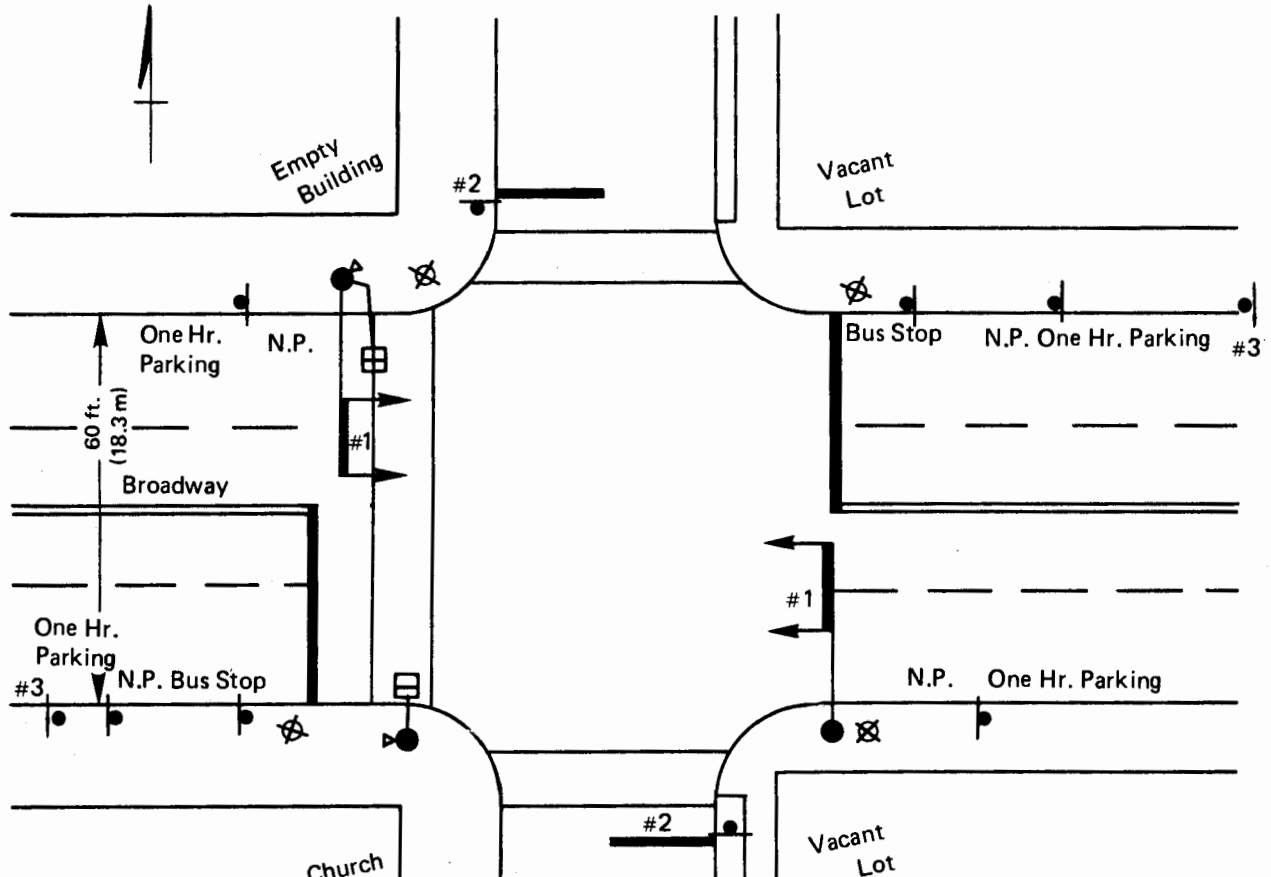 Empty
Building
#2
Vacant
Lot
One Hr.
Parking
N.P.
Bus Stop
N.P. One Hr. Parking
#3
60 ft.
(18.3 m)
#1
Broadway
#1
One Hr.
Parking
#3
N.P. Bus Stop
N.P.
One Hr. Parking
#2
Church
Vacant
Lot